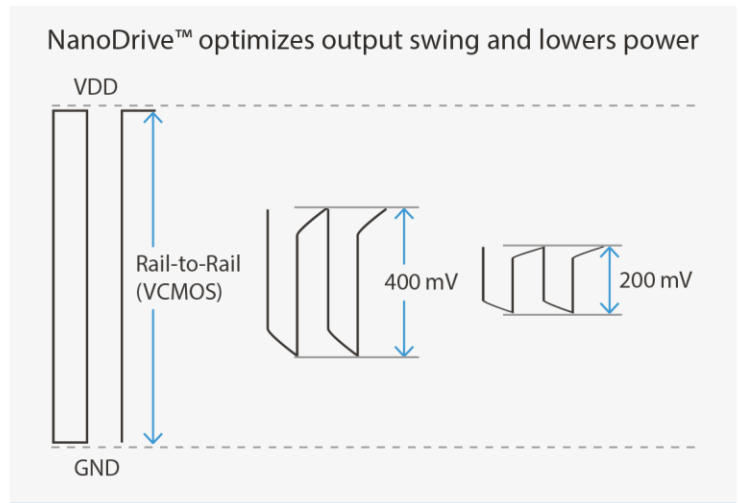 NanoDrive™ optimizes output swing and lowers power
VDD
Rail-to-Rail
(VCMOS)
400 mV
200 mV
GND